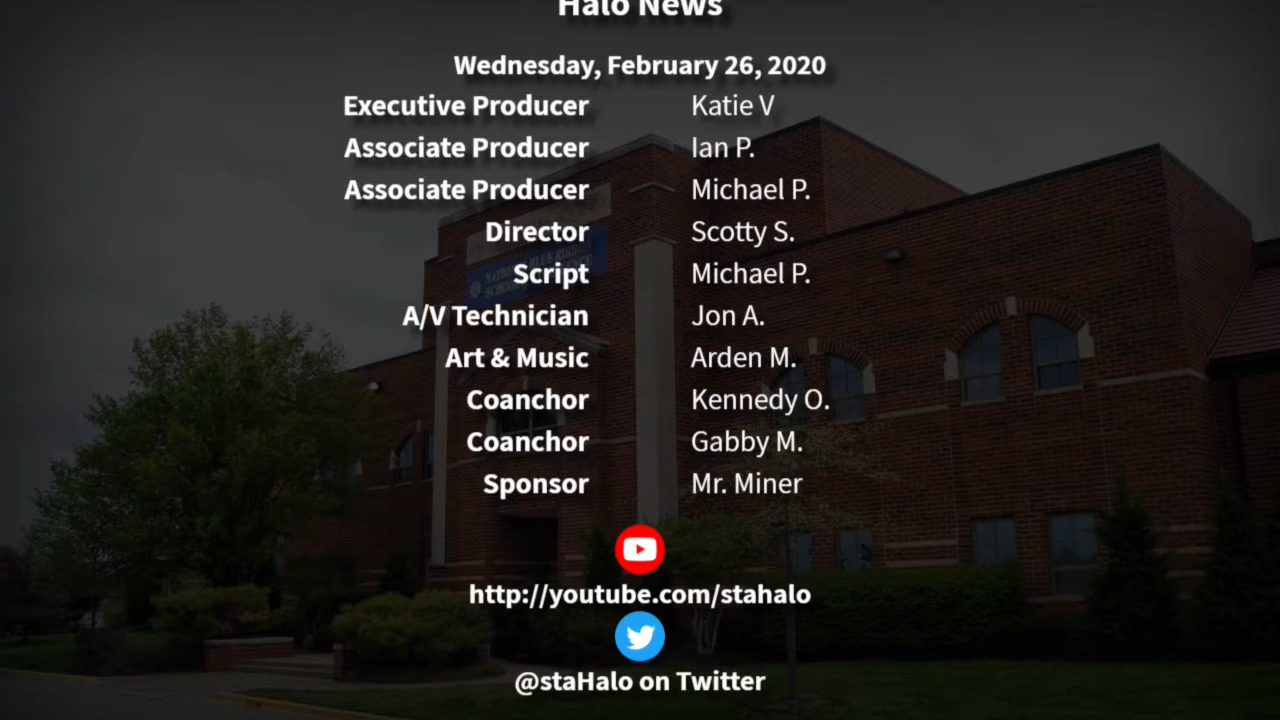 Halo News
Wednesday, February 26, 2020
Executive Producer Katie V
Associate Producer Ian P.
Associate Producer Michael P.
Director Scotty S.
Script Michael P.
A/V Technician Jon A.
Art & Music Arden M.
Coanchor Kennedy O.
Coanchor Gabby M.
Sponsor Mr. Miner
http://youtube.com/stahalo
@staHalo on Twitter